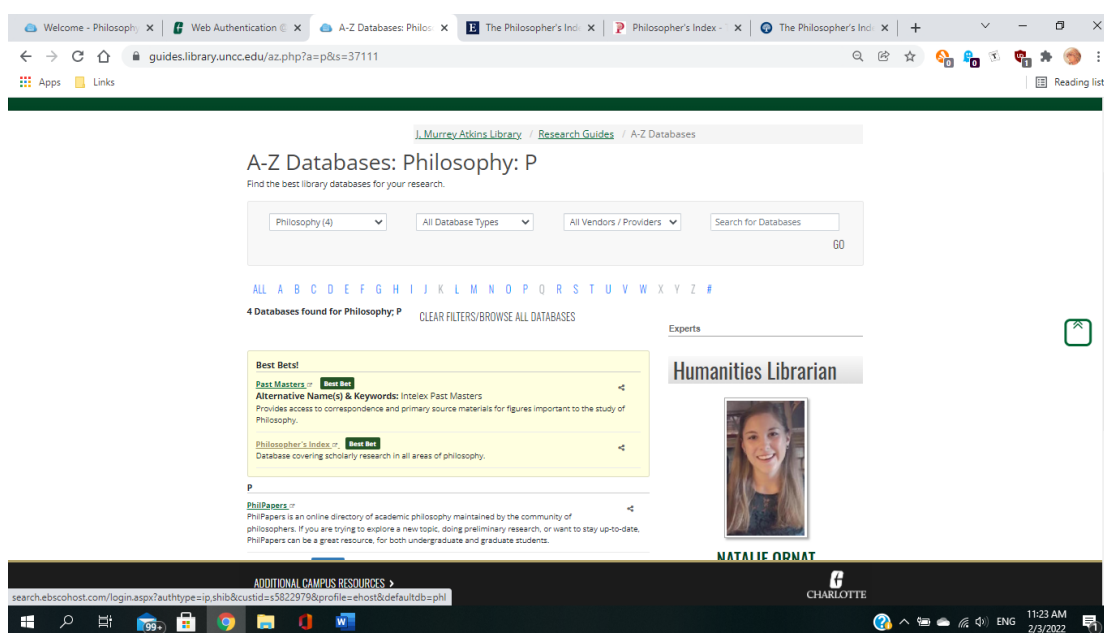 Welcome - Philosophy
Web Authentication
A-Z Databases: Philos
The Philosopher's Ind
Philosopher's Index -
The Philosopher's Ind
guides.library.uncc.edu/az.php?a=p&s=37111
Apps
Links
Reading list
J. Murrey Atkins Library / Research Guides / A-Z Databases
A-Z Databases: Philosophy: P
Find the best library databases for your research.
Philosophy (4)
All Database Types
All Vendors / Providers
Search for Databases
GO
ALL A B C D E F G H I J K L M N O P Q R S T U V W X Y Z #
4 Databases found for Philosophy; P
CLEAR FILTERS/BROWSE ALL DATABASES
Experts
Best Bets!
Past Masters Best Bet
Alternative Name(s) & Keywords: Intelex Past Masters
Provides access to correspondence and primary source materials for figures important to the study of
Philosophy.
Philosopher's Index Best Bet
Database covering scholarly research in all areas of philosophy.
P
PhilPapers
PhilPapers is an online directory of academic philosophy maintained by the community of
philosophers. If you are trying to explore a new topic, doing preliminary research, or want to stay up-to-date,
PhilPapers can be a great resource, for both undergraduate and graduate students.
Humanities Librarian
NATALIE ORNAT
ADDITIONAL CAMPUS RESOURCES >
CHARLOTTE
search.ebscohost.com/login.aspx?authtype=ip,shib&custid=s5822979&profile=ehost&defaultdb=phl
99+
ENG
11:23 AM
2/3/2022